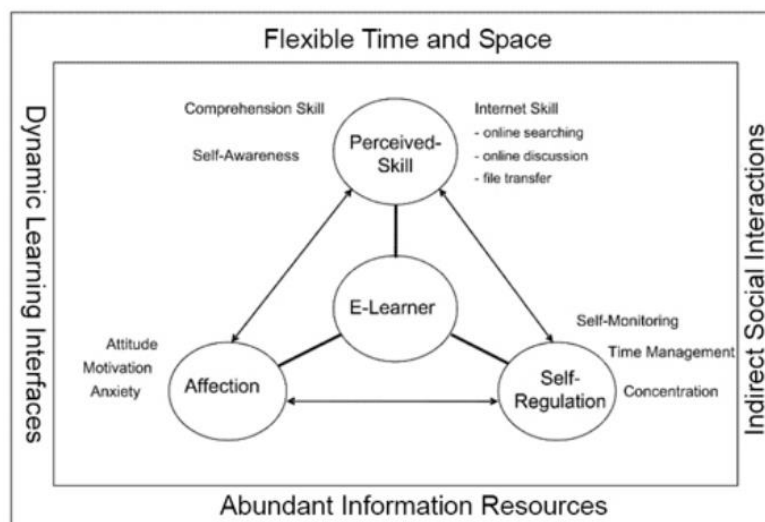 Flexible Time and Space
Dynamic Learning Interfaces
Comprehension Skill
Self-Awareness
Perceived-
Skill
Internet Skill
- online searching
- online discussion
- file transfer
E-Learner
Attitude
Motivation
Anxiety
Affection
Self-
Regulation
Self-Monitoring
Time Management
Concentration
Indirect Social Interactions
Abundant Information Resources